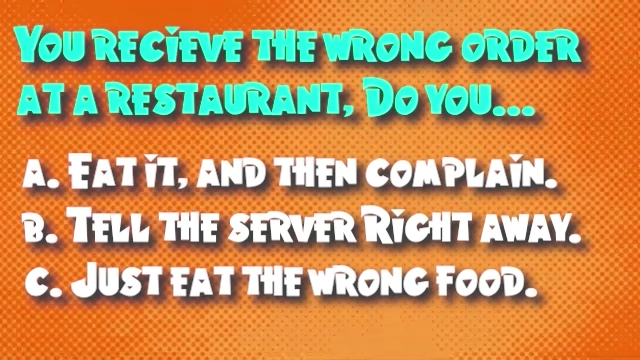 You recieve the wrong order
at a restaurant, Do you...
A. Eat it, and then complain.
B. Tell the server Right away.
C. Just eat the wrong food.